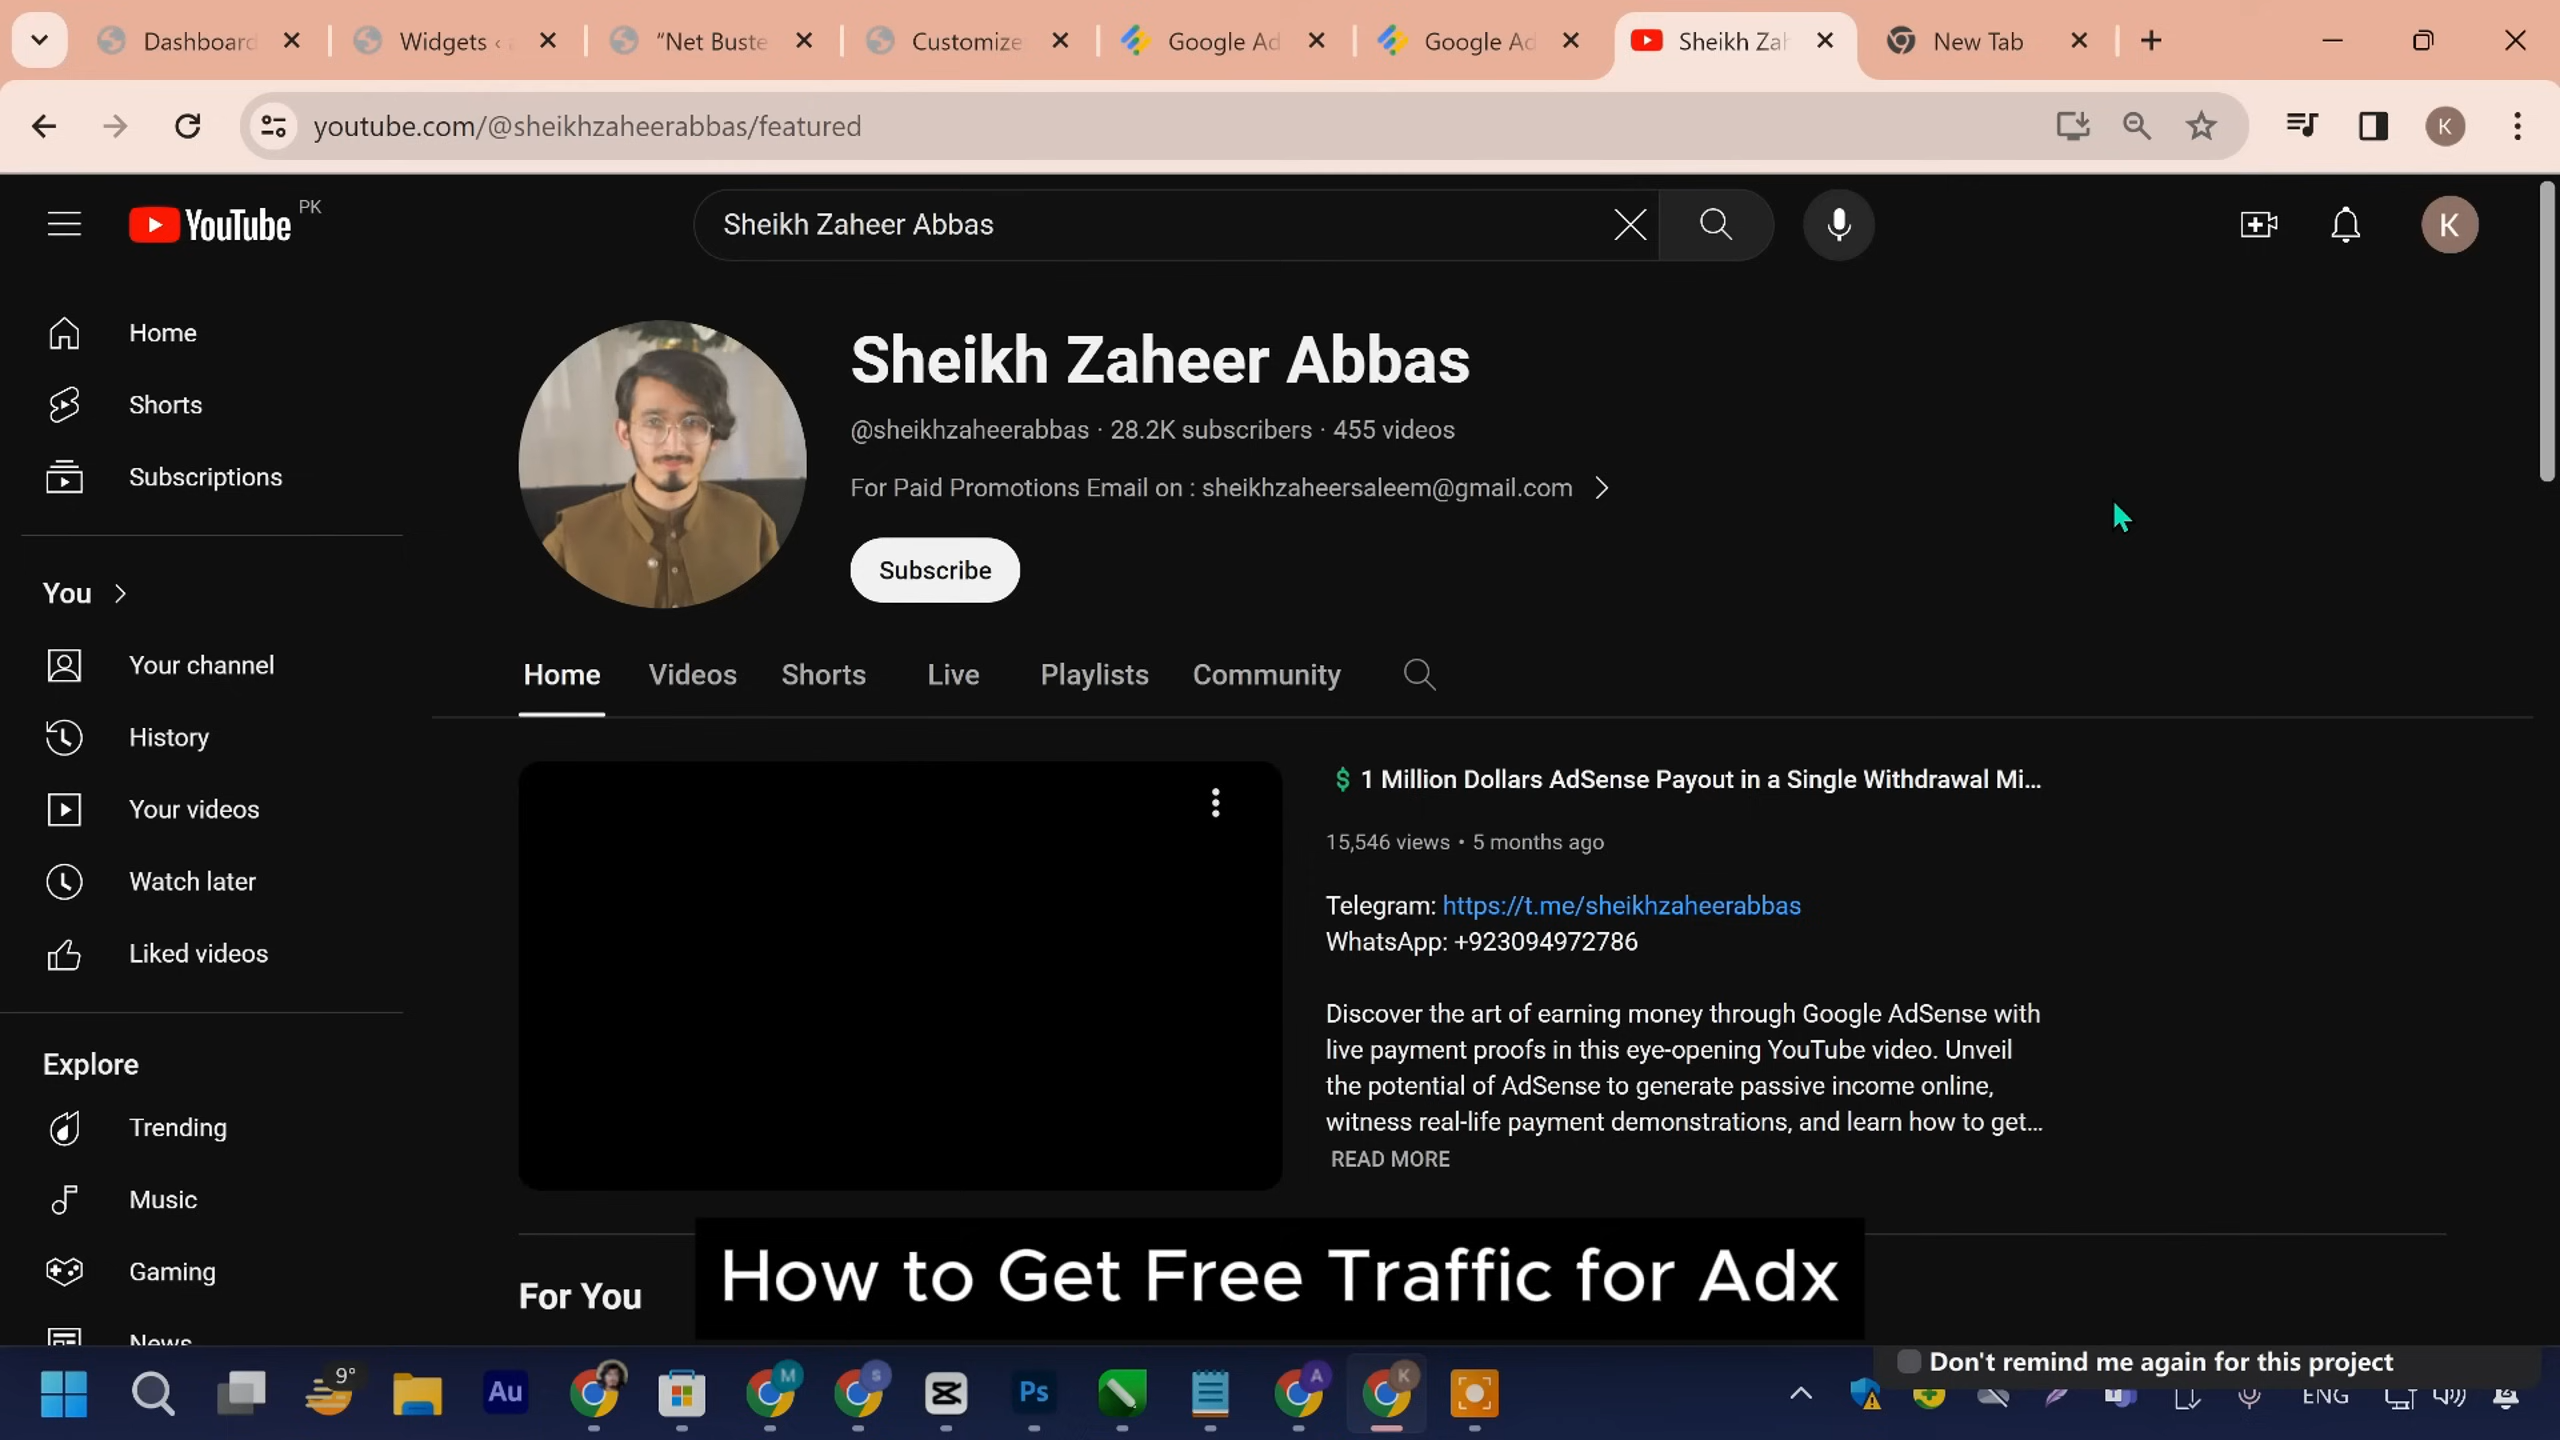 Dashboard
Widgets ‹ a
“Net Buste
Customize
Google Ad
Google Ad
Sheikh Zah
New Tab
youtube.com/@sheikhzaheerabbas/featured
K
YouTube PK
Sheikh Zaheer Abbas
K
Home
Shorts
Subscriptions
You
Your channel
History
Your videos
Watch later
Liked videos
Explore
Trending
Music
Gaming
News
Sheikh Zaheer Abbas
@sheikhzaheerabbas · 28.2K subscribers · 455 videos
For Paid Promotions Email on : sheikhzaheersaleem@gmail.com
Subscribe
Home Videos Shorts Live Playlists Community
$ 1 Million Dollars AdSense Payout in a Single Withdrawal Mi...
15,546 views • 5 months ago
Telegram: https://t.me/sheikhzaheerabbas
WhatsApp: +923094972786
Discover the art of earning money through Google AdSense with
live payment proofs in this eye-opening YouTube video. Unveil
the potential of AdSense to generate passive income online,
witness real-life payment demonstrations, and learn how to get...
READ MORE
For You
How to Get Free Traffic for Adx
Don't remind me again for this project
9°
Au
M
S
Ps
A
K
ENG